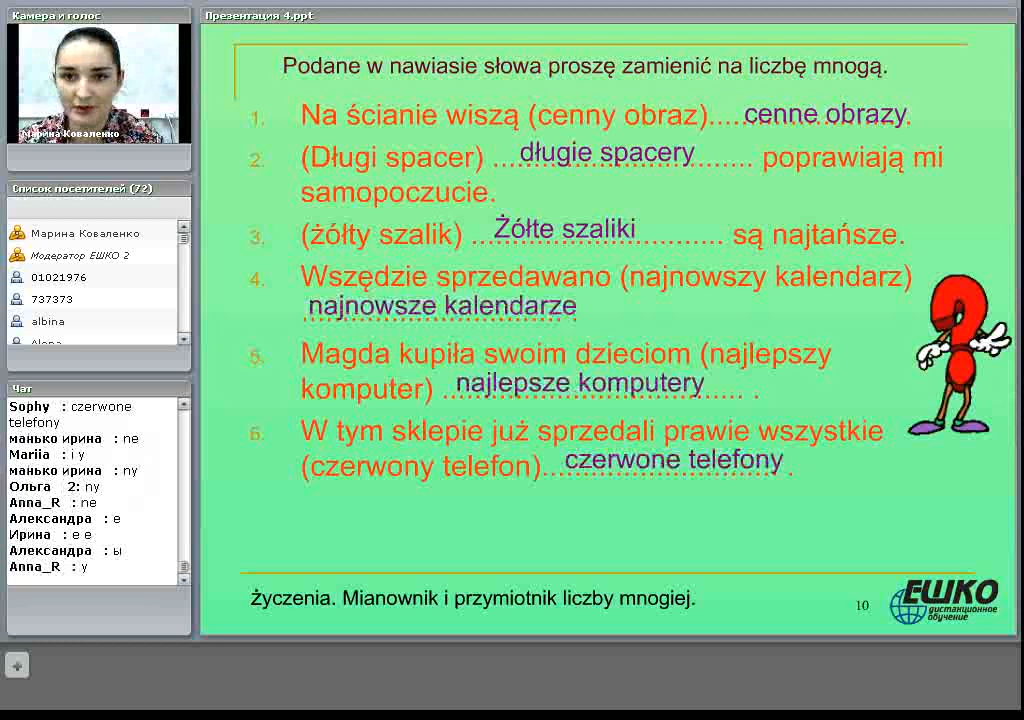 Камера и голос
Марина Коваленко
Список посетителей (72)
Марина Коваленко
Модератор ЕШКО 2
01021976
737373
albina
Alena
Чат
Sophy : czerwone
telefony
манько ирина : ne
Mariia : i y
манько ирина : ny
Ольга 2: ny
Anna_R : ne
Александра : e
Ирина : e e
Александра : ы
Anna_R : y
Презентация 4.ppt
Podane w nawiasie słowa proszę zamienić na liczbę mnogą.
1. Na ścianie wiszą (cenny obraz).... cenne obrazy.
2. (Długi spacer) ... długie spacery ... poprawiają mi
samopoczucie.
3. (żółty szalik) ... Żółte szaliki ... są najtańsze.
4. Wszędzie sprzedawano (najnowszy kalendarz)
najnowsze kalendarze
5. Magda kupiła swoim dzieciom (najlepszy
komputer) ... najlepsze komputery ... .
6. W tym sklepie już sprzedali prawie wszystkie
(czerwony telefon)... czerwone telefony .
życzenia. Mianownik i przymiotnik liczby mnogiej.
10
ЕШКО
дистанционное
обучение